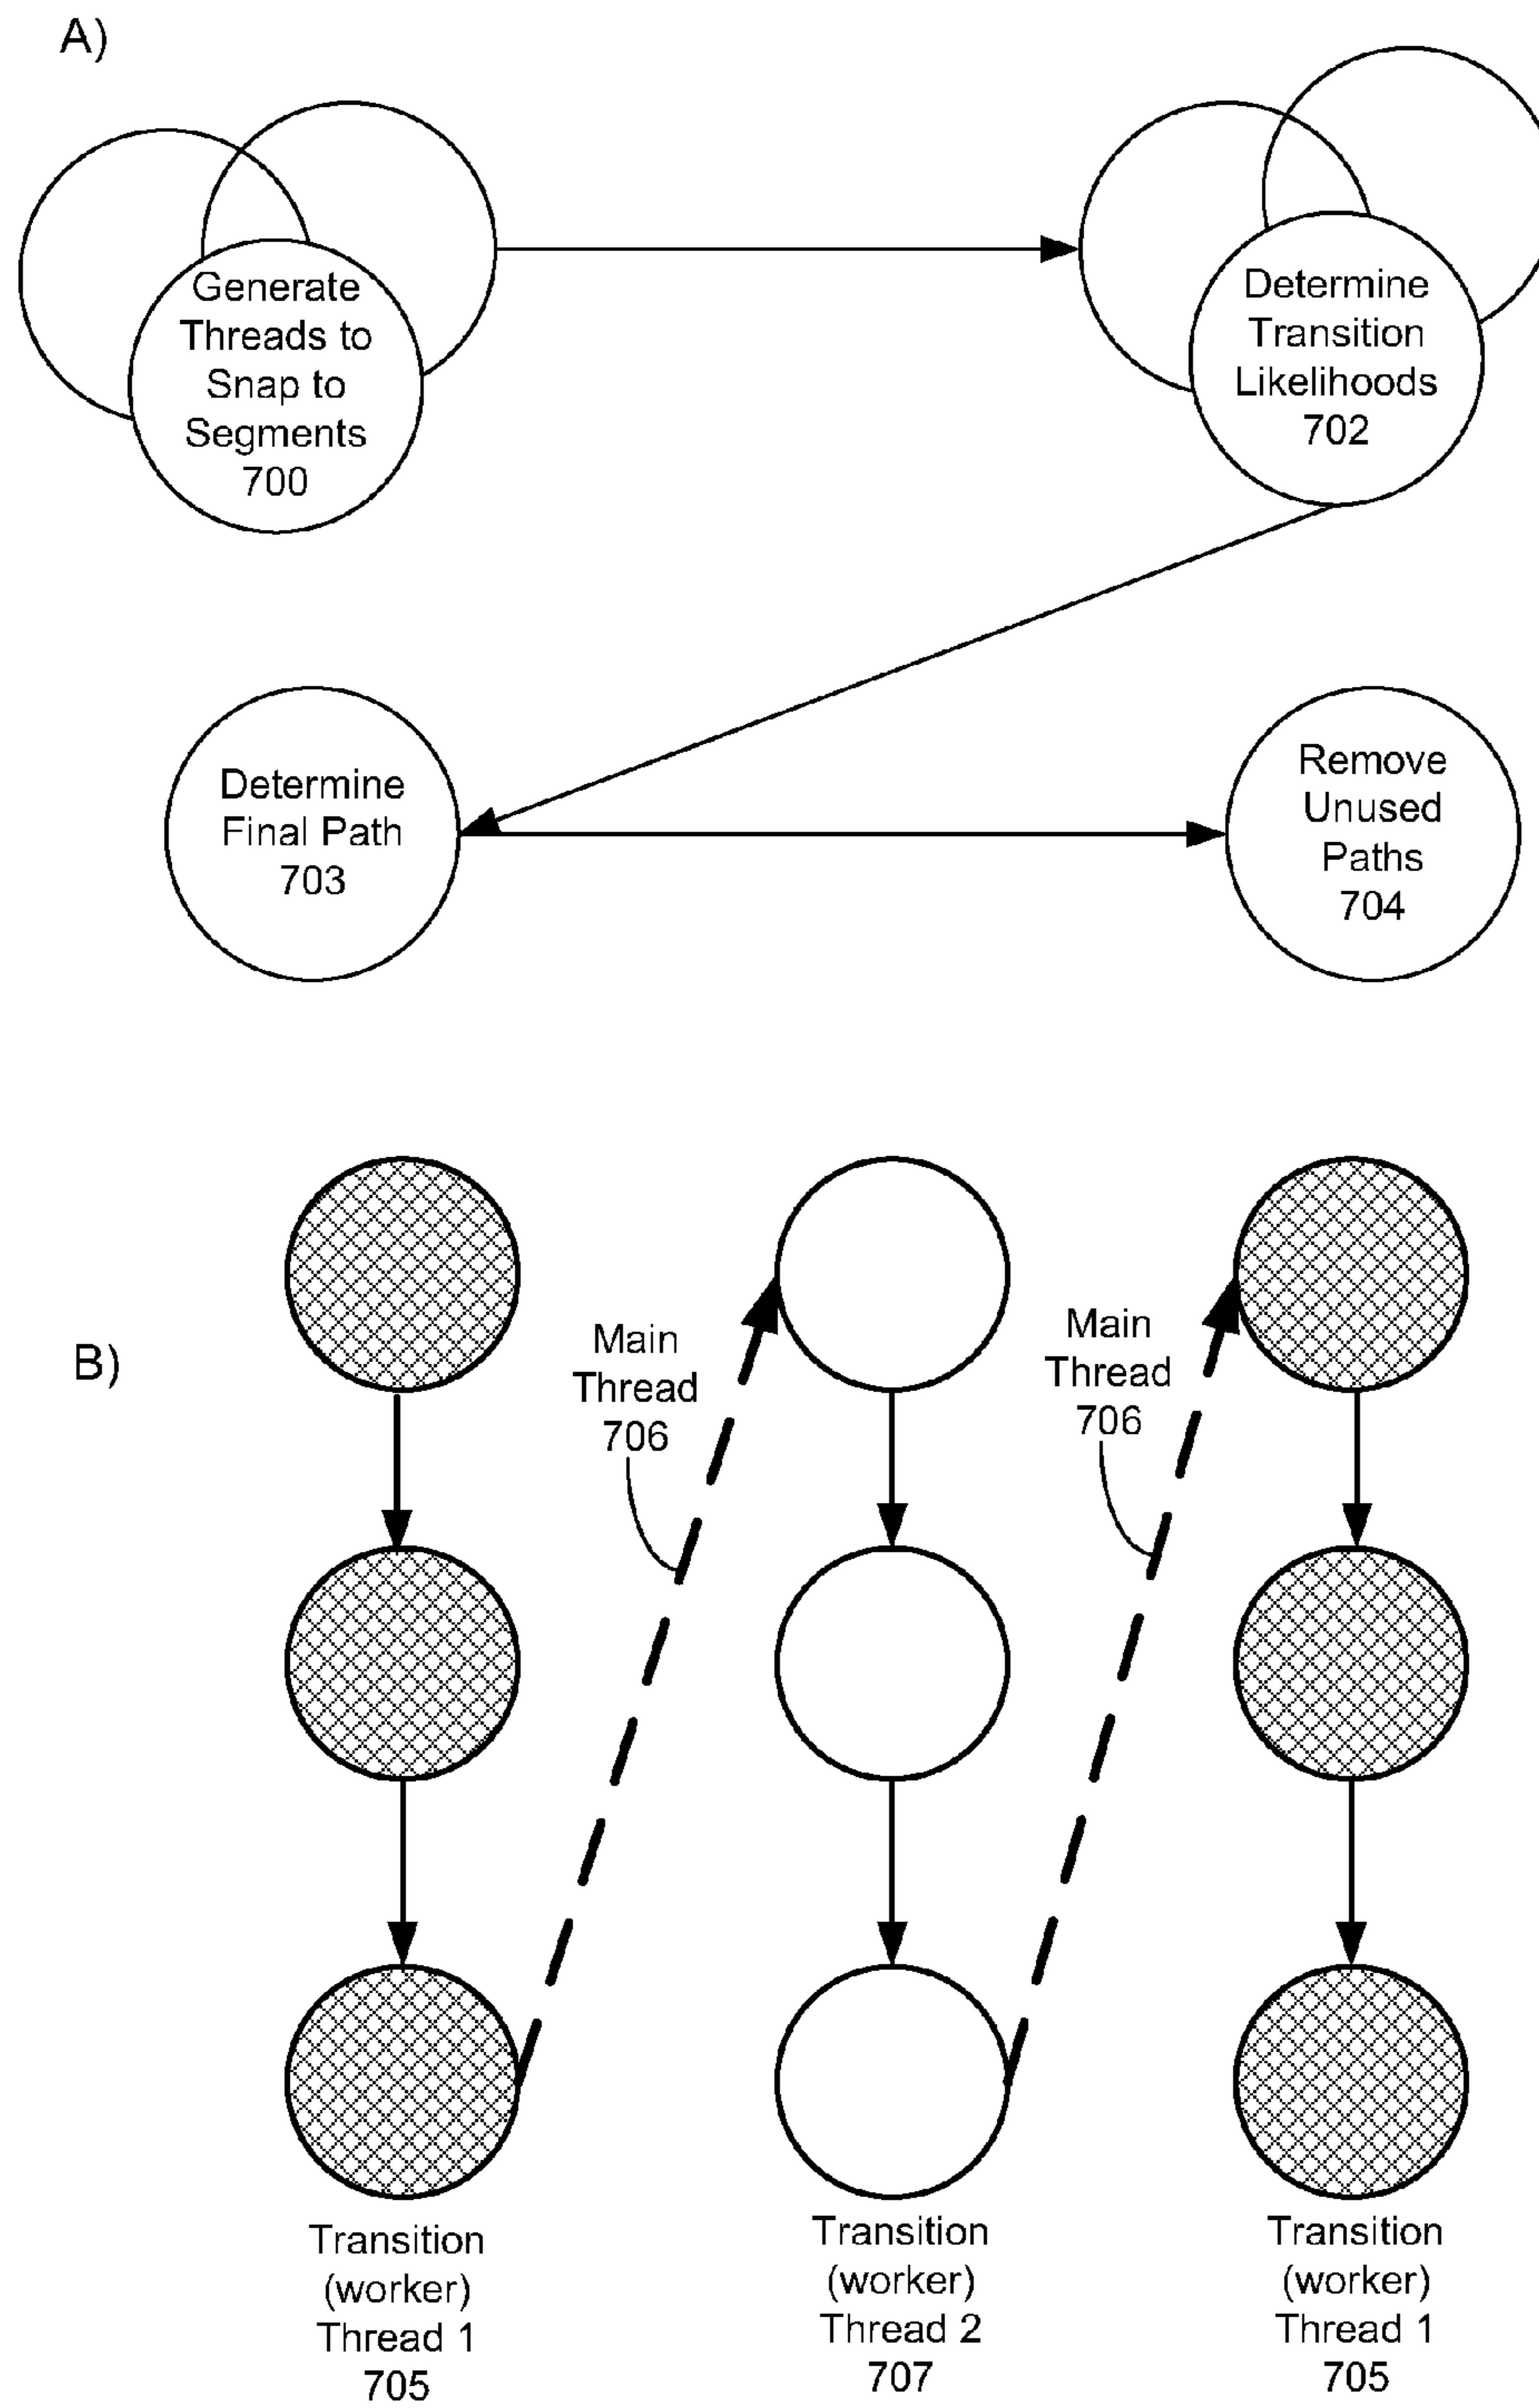 A)
Generate
Threads to
Snap to
Segments
700
Determine
Transition
Likelihoods
702
Determine
Final Path
703
Remove
Unused
Paths
704
B)
Main
Thread
706
Main
Thread
706
Transition
(worker)
Thread 1
705
Transition
(worker)
Thread 2
707
Transition
(worker)
Thread 1
705